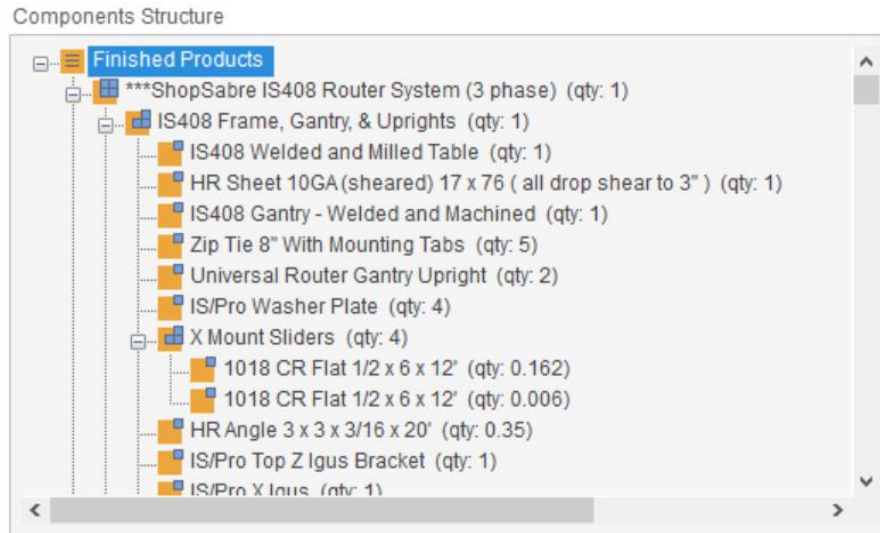 Components Structure
Finished Products
***ShopSabre IS408 Router System (3 phase) (qty: 1)
IS408 Frame, Gantry, & Uprights (qty: 1)
IS408 Welded and Milled Table (qty: 1)
HR Sheet 10GA (sheared) 17 x 76 ( all drop shear to 3" ) (qty: 1)
IS408 Gantry - Welded and Machined (qty: 1)
Zip Tie 8" With Mounting Tabs (qty: 5)
Universal Router Gantry Upright (qty: 2)
IS/Pro Washer Plate (qty: 4)
X Mount Sliders (qty: 4)
1018 CR Flat 1/2 x 6 x 12' (qty: 0.162)
1018 CR Flat 1/2 x 6 x 12' (qty: 0.006)
HR Angle 3 x 3 x 3/16 x 20' (qty: 0.35)
IS/Pro Top Z Igus Bracket (qty: 1)
IS/Pro X Igus (qty: 1)